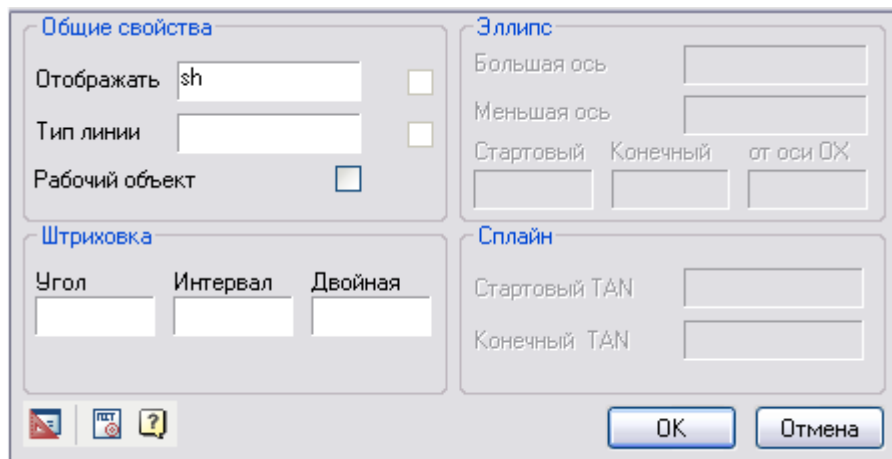 Общие свойства
Отображать sh
Тип линии
Рабочий объект
Эллипс
Большая ось
Меньшая ось
Стартовый Конечный от оси OX
Штриховка
Угол Интервал Двойная
Сплайн
Стартовый TAN
Конечный TAN
OK Отмена